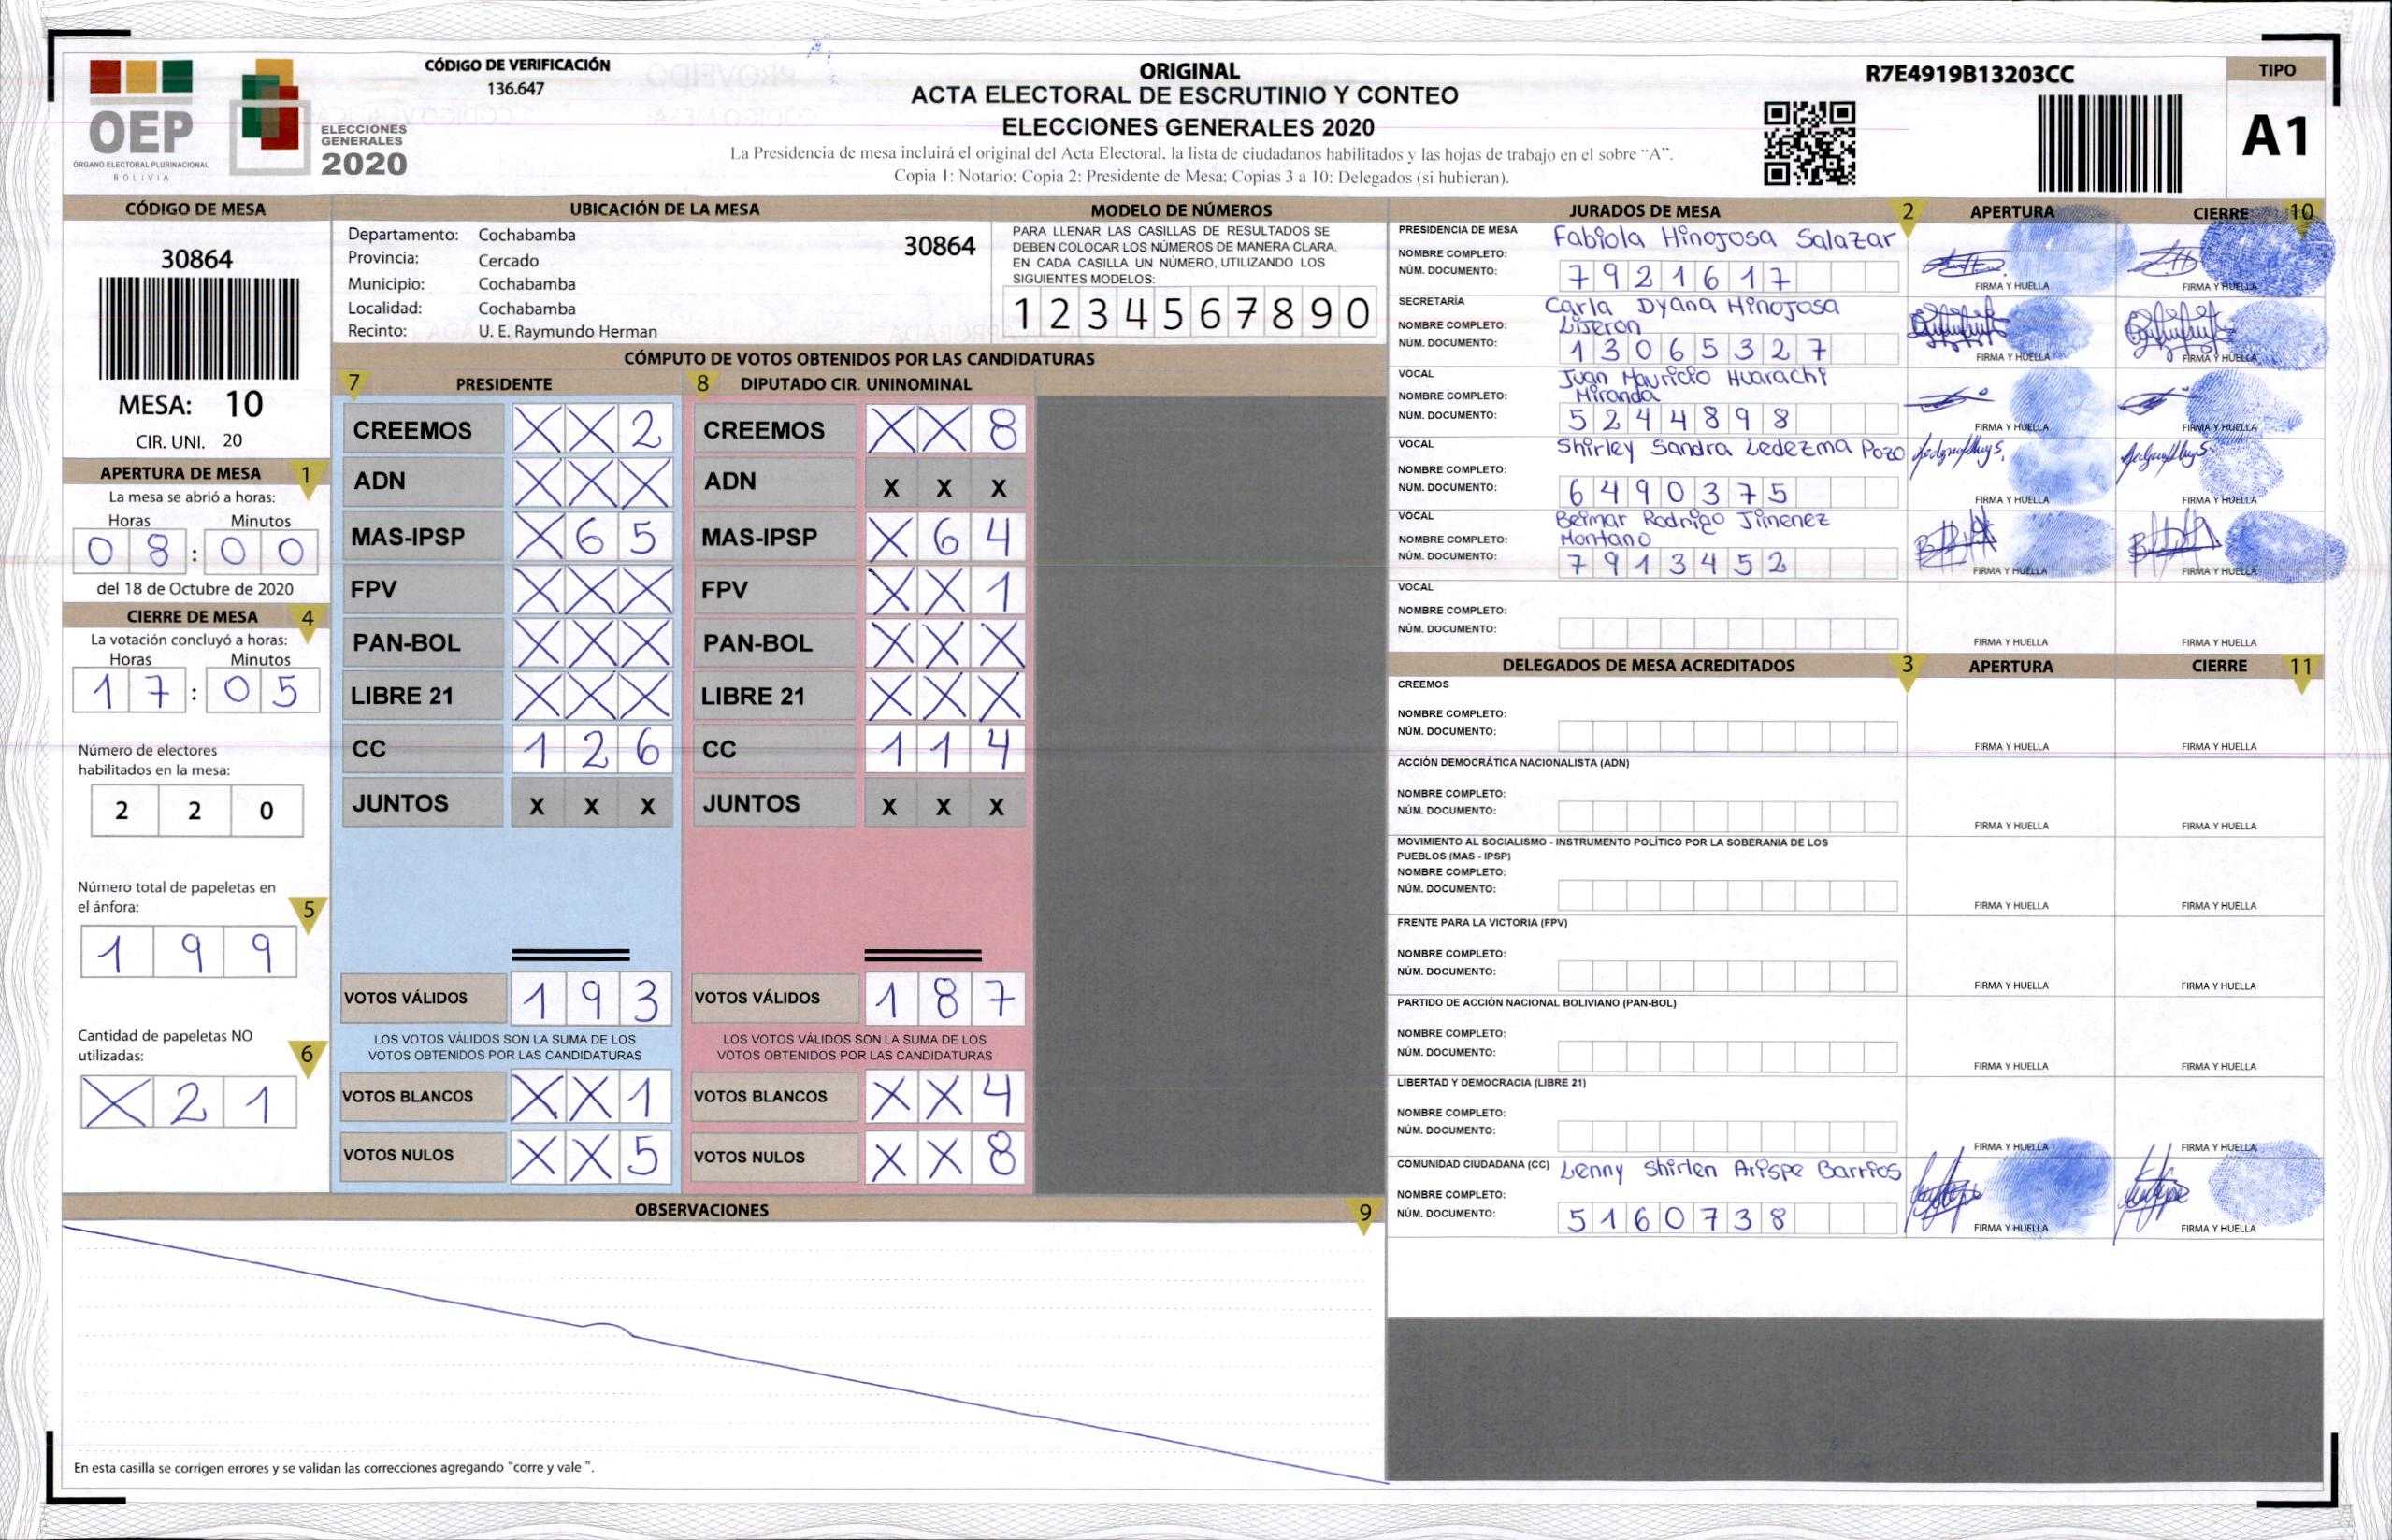 CÓDIGO DE VERIFICACIÓN
136.647
OEP
ÓRGANO ELECTORAL PLURINACIONAL
BOLIVIA
ELECCIONES
GENERALES
2020
ORIGINAL
ACTA ELECTORAL DE ESCRUTINIO Y CONTEO
ELECCIONES GENERALES 2020
La Presidencia de mesa incluirá el original del Acta Electoral, la lista de ciudadanos habilitados y las hojas de trabajo en el sobre “A”.
Copia 1: Notario; Copia 2: Presidente de Mesa; Copias 3 a 10: Delegados (si hubieran).
R7E4919B13203CC
TIPO
A1
CÓDIGO DE MESA
30864
MESA: 10
CIR. UNI. 20
APERTURA DE MESA 1
La mesa se abrió a horas:
Horas Minutos
0 8 : 0 0
del 18 de Octubre de 2020
CIERRE DE MESA 4
La votación concluyó a horas:
Horas Minutos
1 7 : 0 5
Número de electores
habilitados en la mesa:
2 2 0
Número total de papeletas en
el ánfora:
5
1 9 9
Cantidad de papeletas NO
utilizadas:
6
X 2 1
UBICACIÓN DE LA MESA
Departamento: Cochabamba
30864
Provincia: Cercado
Municipio: Cochabamba
Localidad: Cochabamba
Recinto: U. E. Raymundo Herman
MODELO DE NÚMEROS
PARA LLENAR LAS CASILLAS DE RESULTADOS SE
DEBEN COLOCAR LOS NÚMEROS DE MANERA CLARA.
EN CADA CASILLA UN NÚMERO, UTILIZANDO LOS
SIGUIENTES MODELOS:
1 2 3 4 5 6 7 8 9 0
CÓMPUTO DE VOTOS OBTENIDOS POR LAS CANDIDATURAS
7 PRESIDENTE
CREEMOS X X 2
ADN X X X
MAS-IPSP X 6 5
FPV X X X
PAN-BOL X X X
LIBRE 21 X X X
CC 1 2 6
JUNTOS X X X
VOTOS VÁLIDOS 1 9 3
LOS VOTOS VÁLIDOS SON LA SUMA DE LOS
VOTOS OBTENIDOS POR LAS CANDIDATURAS
VOTOS BLANCOS X X 1
VOTOS NULOS X X 5
8 DIPUTADO CIR. UNINOMINAL
CREEMOS X X 8
ADN X X X
MAS-IPSP X 6 4
FPV X X 1
PAN-BOL X X X
LIBRE 21 X X X
CC 1 1 4
JUNTOS X X X
VOTOS VÁLIDOS 1 8 7
LOS VOTOS VÁLIDOS SON LA SUMA DE LOS
VOTOS OBTENIDOS POR LAS CANDIDATURAS
VOTOS BLANCOS X X 4
VOTOS NULOS X X 8
OBSERVACIONES 9
En esta casilla se corrigen errores y se validan las correcciones agregando “corre y vale ”.
JURADOS DE MESA 2 APERTURA CIERRE 10
PRESIDENCIA DE MESA
Fabiola Hinojosa Salazar
NOMBRE COMPLETO:
NÚM. DOCUMENTO: 7 9 2 1 6 1 7
FIRMA Y HUELLA FIRMA Y HUELLA
SECRETARÍA
Carla Dyana Hinojosa
NOMBRE COMPLETO: Lijeron
NÚM. DOCUMENTO: 1 3 0 6 5 3 2 7
FIRMA Y HUELLA FIRMA Y HUELLA
VOCAL
Juan Mauricio Huarachi
NOMBRE COMPLETO: Miranda
NÚM. DOCUMENTO: 5 2 4 4 8 9 8
FIRMA Y HUELLA FIRMA Y HUELLA
VOCAL
Shirley Sandra Ledezma Pozo
NOMBRE COMPLETO:
NÚM. DOCUMENTO: 6 4 9 0 3 7 5
FIRMA Y HUELLA FIRMA Y HUELLA
VOCAL
Beimar Rodrigo Jimenez
NOMBRE COMPLETO: Montano
NÚM. DOCUMENTO: 7 9 1 3 4 5 2
FIRMA Y HUELLA FIRMA Y HUELLA
VOCAL
NOMBRE COMPLETO:
NÚM. DOCUMENTO:
FIRMA Y HUELLA FIRMA Y HUELLA
DELEGADOS DE MESA ACREDITADOS 3 APERTURA CIERRE 11
CREEMOS
NOMBRE COMPLETO:
NÚM. DOCUMENTO:
FIRMA Y HUELLA FIRMA Y HUELLA
ACCIÓN DEMOCRÁTICA NACIONALISTA (ADN)
NOMBRE COMPLETO:
NÚM. DOCUMENTO:
FIRMA Y HUELLA FIRMA Y HUELLA
MOVIMIENTO AL SOCIALISMO - INSTRUMENTO POLÍTICO POR LA SOBERANIA DE LOS
PUEBLOS (MAS - IPSP)
NOMBRE COMPLETO:
NÚM. DOCUMENTO:
FIRMA Y HUELLA FIRMA Y HUELLA
FRENTE PARA LA VICTORIA (FPV)
NOMBRE COMPLETO:
NÚM. DOCUMENTO:
FIRMA Y HUELLA FIRMA Y HUELLA
PARTIDO DE ACCIÓN NACIONAL BOLIVIANO (PAN-BOL)
NOMBRE COMPLETO:
NÚM. DOCUMENTO:
FIRMA Y HUELLA FIRMA Y HUELLA
LIBERTAD Y DEMOCRACIA (LIBRE 21)
NOMBRE COMPLETO:
NÚM. DOCUMENTO:
FIRMA Y HUELLA FIRMA Y HUELLA
COMUNIDAD CIUDADANA (CC) Lenny Shirlen Arispe Barrios
NOMBRE COMPLETO:
NÚM. DOCUMENTO: 5 1 6 0 7 3 8
FIRMA Y HUELLA FIRMA Y HUELLA